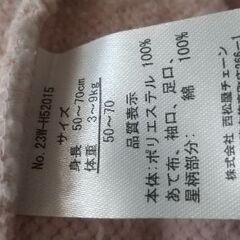 No. 23W-H52015
サイズ
身長 50~70cm
体重 3~9kg
50~70
品質表示
本体:ポリエステル 100%
あて布、袖口、足口、
星柄部分: 綿 100%
株式会社 西松屋チェーン